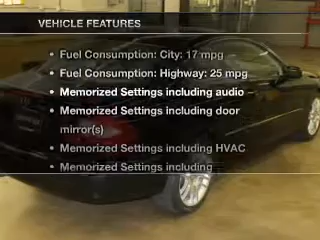 VEHICLE FEATURES
• Fuel Consumption: City: 17 mpg
• Fuel Consumption: Highway: 25 mpg
• Memorized Settings including audio
• Memorized Settings including door
mirror(s)
• Memorized Settings including HVAC
• Memorized Settings including